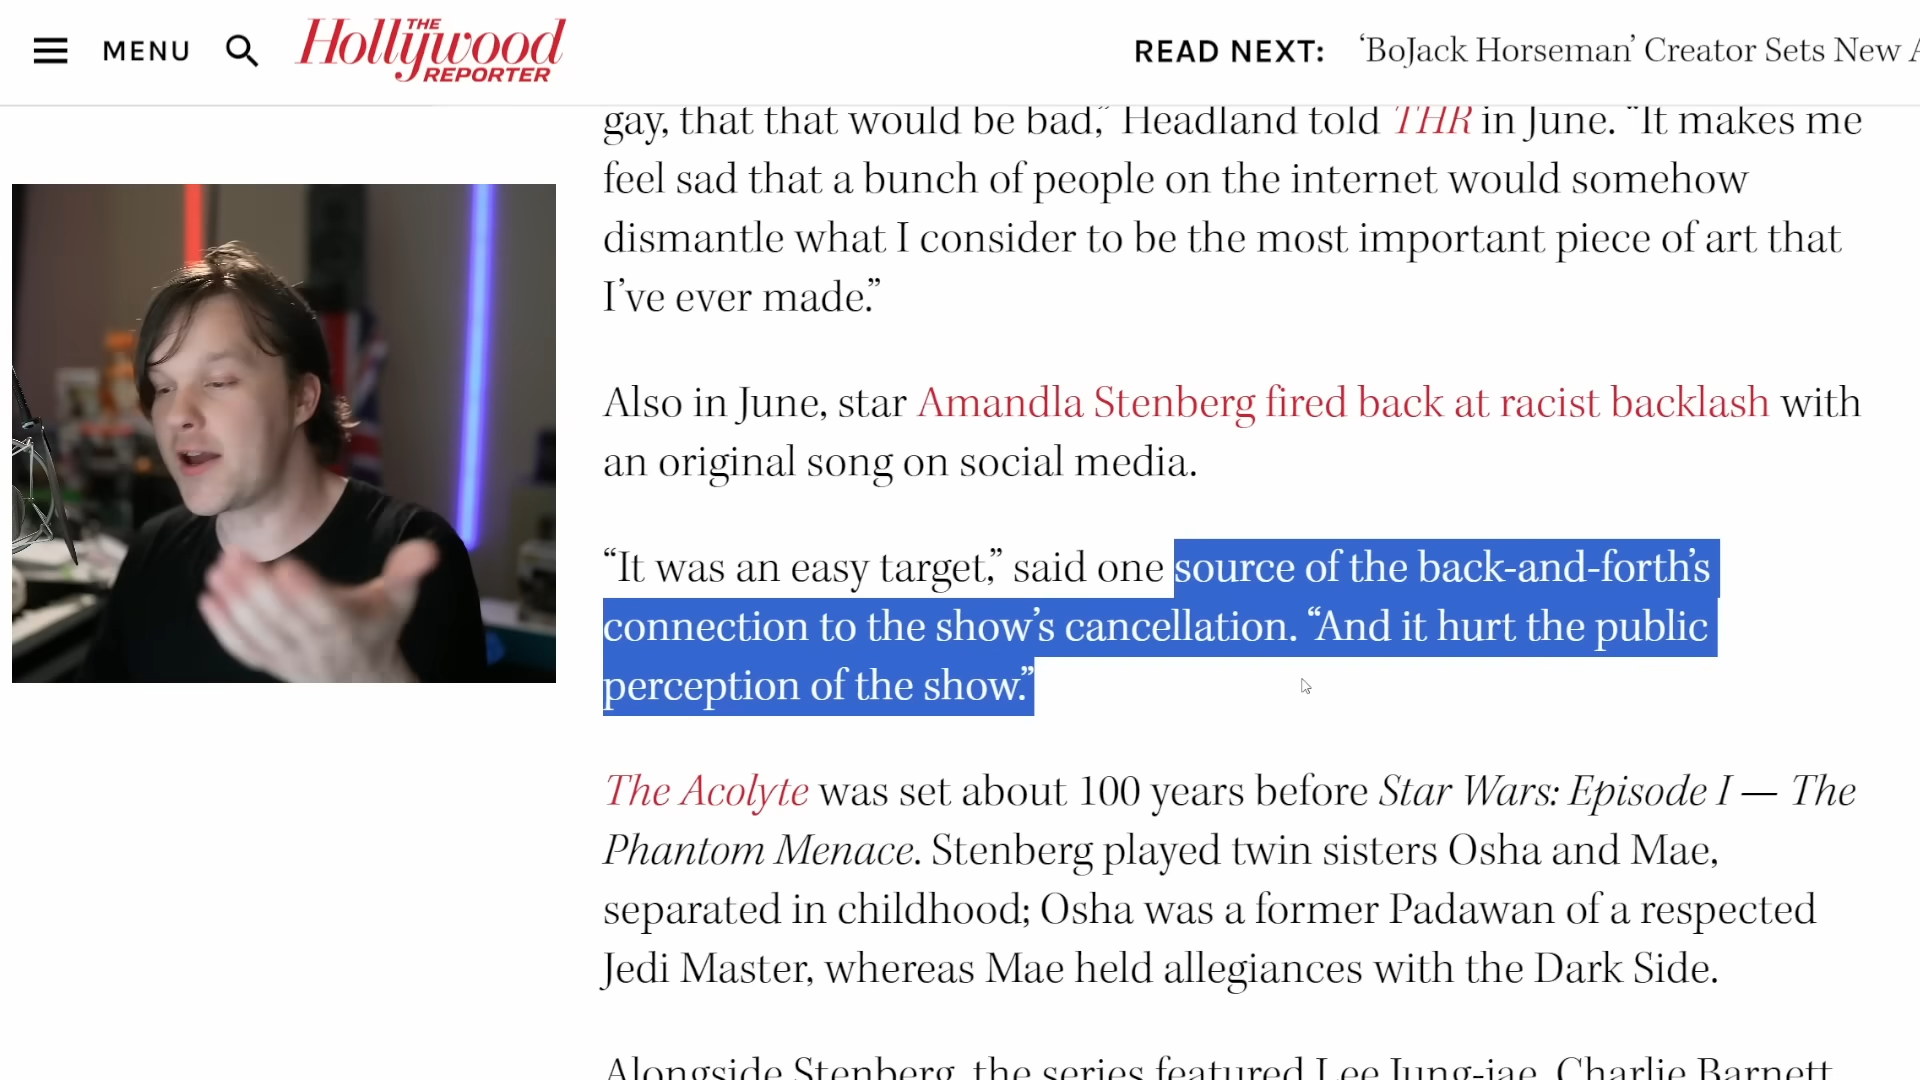 MENU
THE
Hollywood
REPORTER
READ NEXT: ‘BoJack Horseman’ Creator Sets New A
gay, that that would be bad,” Headland told THR in June. “It makes me
feel sad that a bunch of people on the internet would somehow
dismantle what I consider to be the most important piece of art that
I’ve ever made.”
Also in June, star Amandla Stenberg fired back at racist backlash with
an original song on social media.
“It was an easy target,” said one source of the back-and-forth’s
connection to the show’s cancellation. “And it hurt the public
perception of the show.”
The Acolyte was set about 100 years before Star Wars: Episode I — The
Phantom Menace. Stenberg played twin sisters Osha and Mae,
separated in childhood; Osha was a former Padawan of a respected
Jedi Master, whereas Mae held allegiances with the Dark Side.
Alongside Stenberg, the series featured Lee Jung-jae, Charlie Barnett,